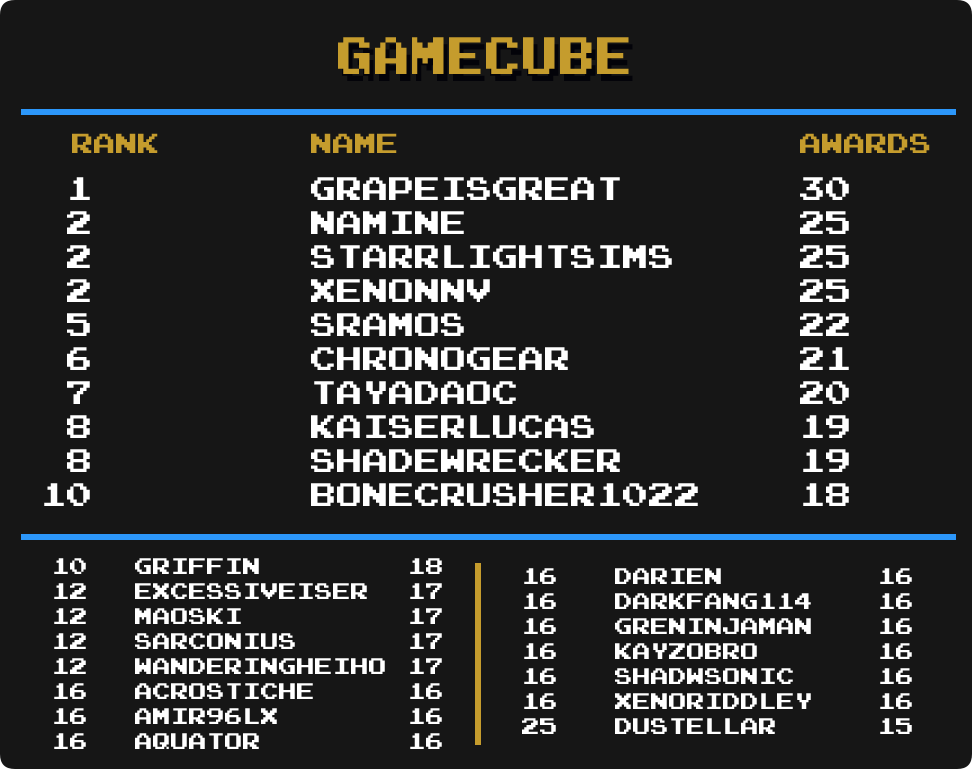 GAMECUBE
RANK NAME AWARDS
1 GRAPEISGREAT 30
2 NAMINE 25
2 STARRLIGHTSIMS 25
2 XENONNV 25
5 SRAMOS 22
6 CHRONOGEAR 21
7 TAYADAOC 20
8 KAISERLUCAS 19
8 SHADEWRECKER 19
10 BONECRUSHER1022 18
10 GRIFFIN 18
12 EXCESSIVEISER 17
12 MAOSKI 17
12 SARCONIUS 17
12 WANDERINGHEIHO 17
16 ACROSTICHE 16
16 AMIR96LX 16
16 AQUATOR 16
16 DARIEN 16
16 DARKFANG114 16
16 GRENINJAMAN 16
16 KAYZOBRO 16
16 SHADWSONIC 16
16 XENORIDDLEY 16
25 DUSTELLAR 15